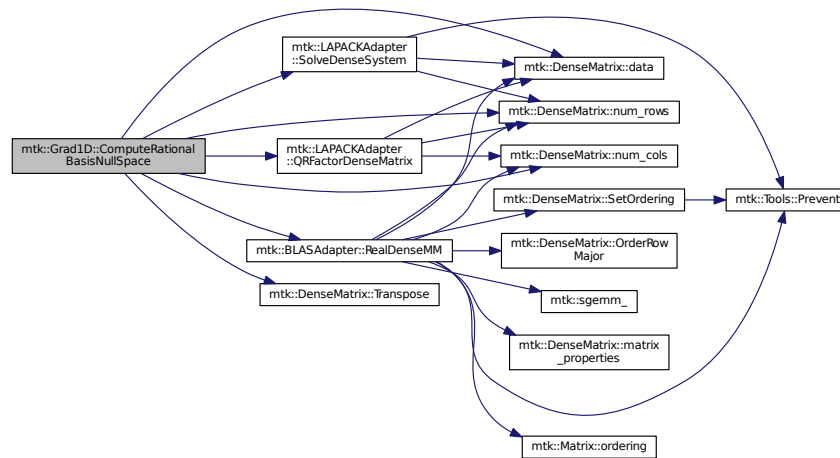 mtk::Grad1D::ComputeRational
BasisNullSpace
mtk::LAPACKAdapter
::SolveDenseSystem
mtk::LAPACKAdapter
::QRFactorDenseMatrix
mtk::BLASAdapter::RealDenseMM
mtk::DenseMatrix::Transpose
mtk::DenseMatrix::data
mtk::DenseMatrix::num_rows
mtk::DenseMatrix::num_cols
mtk::DenseMatrix::SetOrdering
mtk::DenseMatrix::OrderRow
Major
mtk::sgemm_
mtk::DenseMatrix::matrix
_properties
mtk::Matrix::ordering
mtk::Tools::Prevent